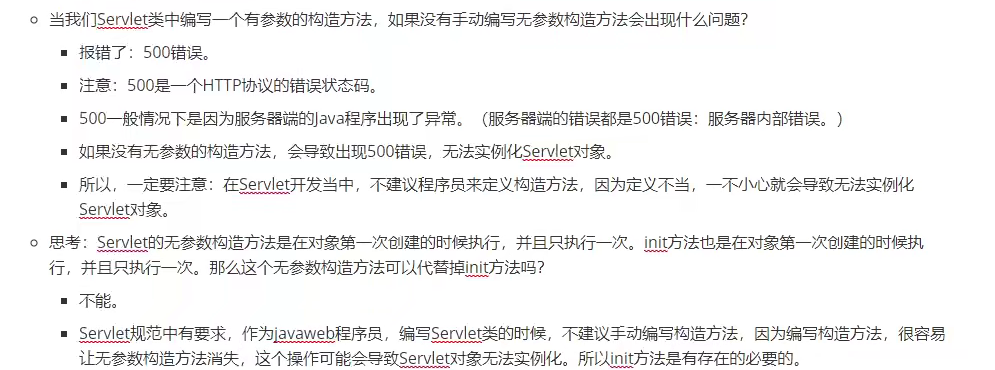 当我们Servlet类中编写一个有参数的构造方法，如果没有手动编写无参数构造方法会出现什么问题？
报错了：500错误。
注意：500是一个HTTP协议的错误状态码。
500一般情况下是因为服务器端的Java程序出现了异常。（服务器端的错误都是500错误：服务器内部错误。）
如果没有无参数的构造方法，会导致出现500错误，无法实例化Servlet对象。
所以，一定要注意：在Servlet开发当中，不建议程序员来定义构造方法，因为定义不当，一不小心就会导致无法实例化
Servlet对象。
思考：Servlet的无参数构造方法是在对象第一次创建的时候执行，并且只执行一次。init方法也是在对象第一次创建的时候执
行，并且只执行一次。那么这个无参数构造方法可以代替掉init方法吗？
不能。
Servlet规范中有要求，作为javaweb程序员，编写Servlet类的时候，不建议手动编写构造方法，因为编写构造方法，很容易
让无参数构造方法消失，这个操作可能会导致Servlet对象无法实例化。所以init方法是有存在的必要的。